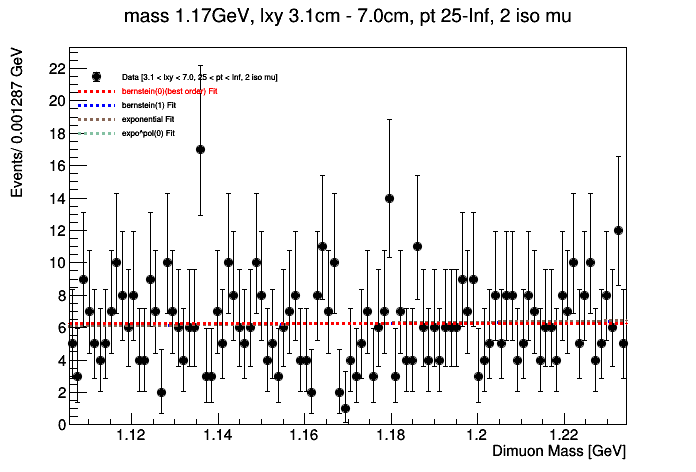 mass 1.17GeV, lxy 3.1cm - 7.0cm, pt 25-Inf, 2 iso mu
Events/ 0.001287 GeV
22
20
18
16
14
12
10
8
6
4
2
0
Data [3.1 < lxy < 7.0, 25 < pt < Inf, 2 iso mu]
bernstein(0)(best order) Fit
bernstein(1) Fit
exponential Fit
expo*pol(0) Fit
1.12 1.14 1.16 1.18 1.2 1.22
Dimuon Mass [GeV]